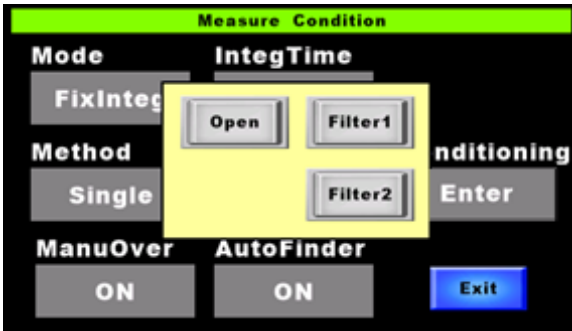 Measure Condition
Mode IntegTime
FixInteg
Open Filter1
Method nditioning
Single Filter2 Enter
ManuOver AutoFinder
ON ON Exit